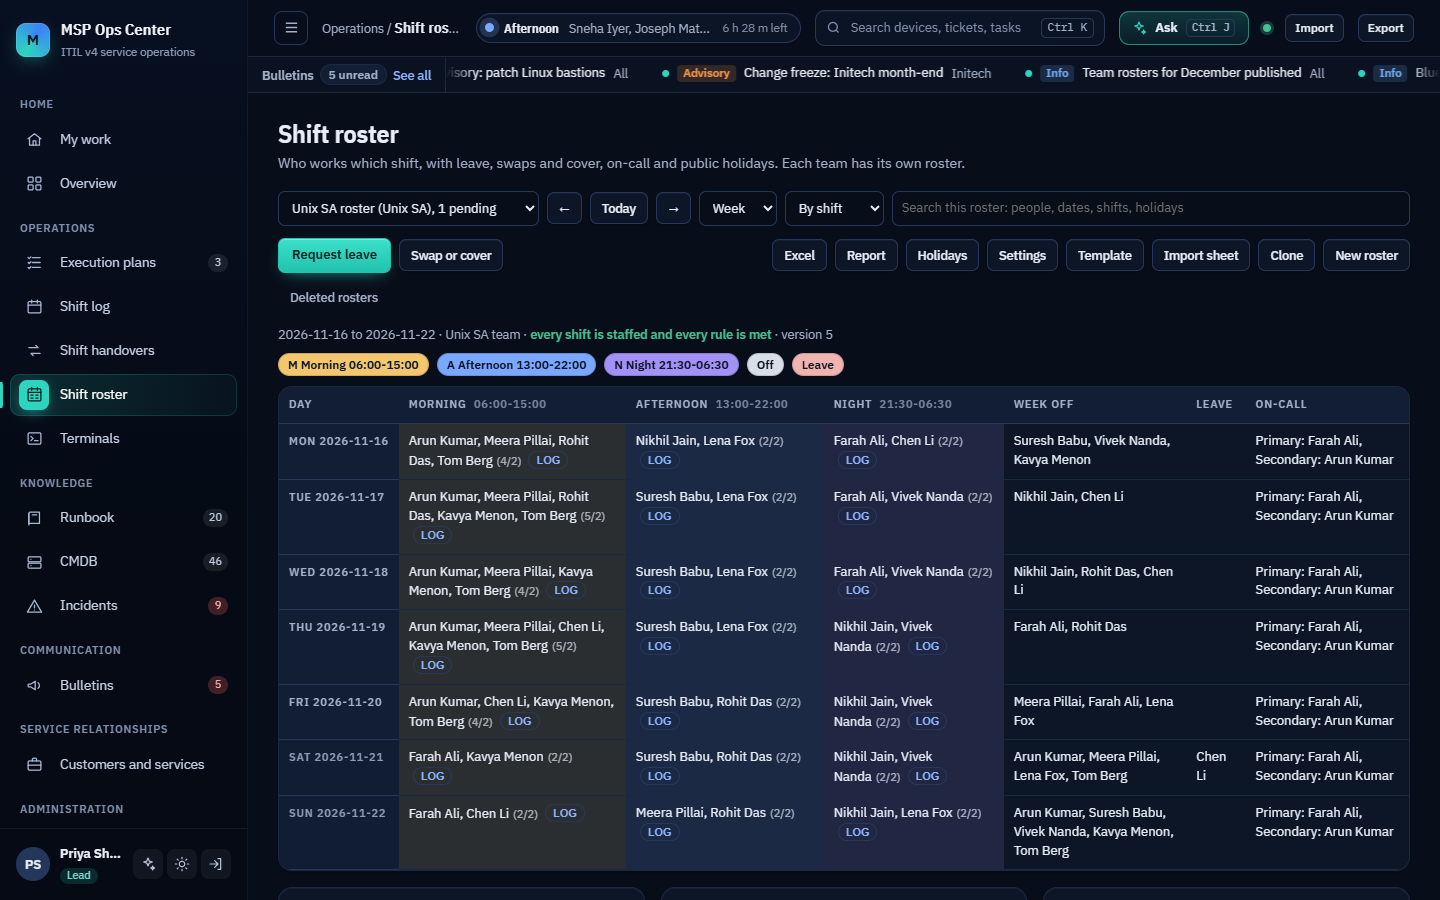 MSP Ops Center
ITIL v4 service operations
HOME
My work
Overview
OPERATIONS
Execution plans 3
Shift log
Shift handovers
Shift roster
Terminals
KNOWLEDGE
Runbook 20
CMDB 46
Incidents 9
COMMUNICATION
Bulletins 5
SERVICE RELATIONSHIPS
Customers and services
ADMINISTRATION
PS Priya Sh...
Lead
Operations / Shift ros... Afternoon Sneha Iyer, Joseph Mat... 6 h 28 m left Search devices, tickets, tasks Ctrl K Ask Ctrl J Import Export
Bulletins 5 unread See all isory: patch Linux bastions All Advisory Change freeze: Initech month-end Initech Info Team rosters for December published All Info Blu
Shift roster
Who works which shift, with leave, swaps and cover, on-call and public holidays. Each team has its own roster.
Unix SA roster (Unix SA), 1 pending ← Today → Week By shift Search this roster: people, dates, shifts, holidays
Request leave Swap or cover Excel Report Holidays Settings Template Import sheet Clone New roster
Deleted rosters
2026-11-16 to 2026-11-22 · Unix SA team · every shift is staffed and every rule is met · version 5
M Morning 06:00-15:00 A Afternoon 13:00-22:00 N Night 21:30-06:30 Off Leave
DAY MORNING 06:00-15:00 AFTERNOON 13:00-22:00 NIGHT 21:30-06:30 WEEK OFF LEAVE ON-CALL
MON 2026-11-16 Arun Kumar, Meera Pillai, Rohit Nikhil Jain, Lena Fox (2/2) Farah Ali, Chen Li (2/2) Suresh Babu, Vivek Nanda, Primary: Farah Ali,
Das, Tom Berg (4/2) LOG LOG LOG Kavya Menon Secondary: Arun Kumar
TUE 2026-11-17 Arun Kumar, Meera Pillai, Rohit Suresh Babu, Lena Fox (2/2) Farah Ali, Vivek Nanda (2/2) Nikhil Jain, Chen Li Primary: Farah Ali,
Das, Kavya Menon, Tom Berg (5/2) LOG LOG Secondary: Arun Kumar
LOG
WED 2026-11-18 Arun Kumar, Meera Pillai, Kavya Suresh Babu, Lena Fox (2/2) Farah Ali, Vivek Nanda (2/2) Nikhil Jain, Rohit Das, Chen Primary: Farah Ali,
Menon, Tom Berg (4/2) LOG LOG LOG Li Secondary: Arun Kumar
THU 2026-11-19 Arun Kumar, Meera Pillai, Chen Li, Suresh Babu, Lena Fox (2/2) Nikhil Jain, Vivek Farah Ali, Rohit Das Primary: Farah Ali,
Kavya Menon, Tom Berg (5/2) LOG Nanda (2/2) LOG Secondary: Arun Kumar
LOG
FRI 2026-11-20 Arun Kumar, Chen Li, Kavya Menon, Suresh Babu, Rohit Das (2/2) Nikhil Jain, Vivek Meera Pillai, Farah Ali, Lena Primary: Farah Ali,
Tom Berg (4/2) LOG LOG Nanda (2/2) LOG Fox Secondary: Arun Kumar
SAT 2026-11-21 Farah Ali, Kavya Menon (2/2) Suresh Babu, Rohit Das (2/2) Nikhil Jain, Vivek Arun Kumar, Meera Pillai, Chen Primary: Farah Ali,
LOG LOG Nanda (2/2) LOG Lena Fox, Tom Berg Li Secondary: Arun Kumar
SUN 2026-11-22 Farah Ali, Chen Li (2/2) LOG Meera Pillai, Rohit Das (2/2) Nikhil Jain, Lena Fox (2/2) Arun Kumar, Suresh Babu, Primary: Farah Ali,
LOG LOG Vivek Nanda, Kavya Menon, Secondary: Arun Kumar
Tom Berg